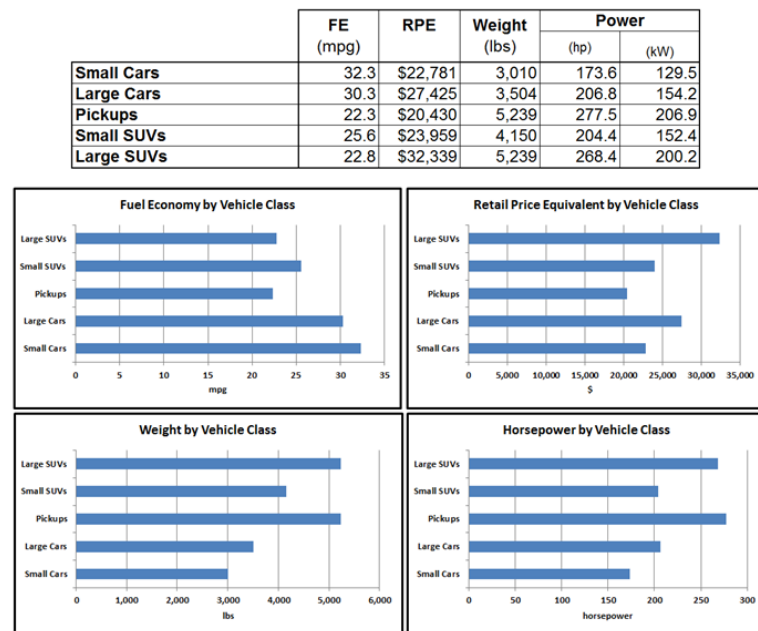 FE RPE Weight Power
(mpg) (lbs) (hp) (kW)
Small Cars 32.3 $22,781 3,010 173.6 129.5
Large Cars 30.3 $27,425 3,504 206.8 154.2
Pickups 22.3 $20,430 5,239 277.5 206.9
Small SUVs 25.6 $23,959 4,150 204.4 152.4
Large SUVs 22.8 $32,339 5,239 268.4 200.2
Fuel Economy by Vehicle Class
Large SUVs
Small SUVs
Pickups
Large Cars
Small Cars
0 5 10 15 20 25 30 35
mpg
Retail Price Equivalent by Vehicle Class
Large SUVs
Small SUVs
Pickups
Large Cars
Small Cars
0 5,000 10,000 15,000 20,000 25,000 30,000 35,000
$
Weight by Vehicle Class
Large SUVs
Small SUVs
Pickups
Large Cars
Small Cars
0 1,000 2,000 3,000 4,000 5,000 6,000
lbs
Horsepower by Vehicle Class
Large SUVs
Small SUVs
Pickups
Large Cars
Small Cars
0 50 100 150 200 250 300
horsepower